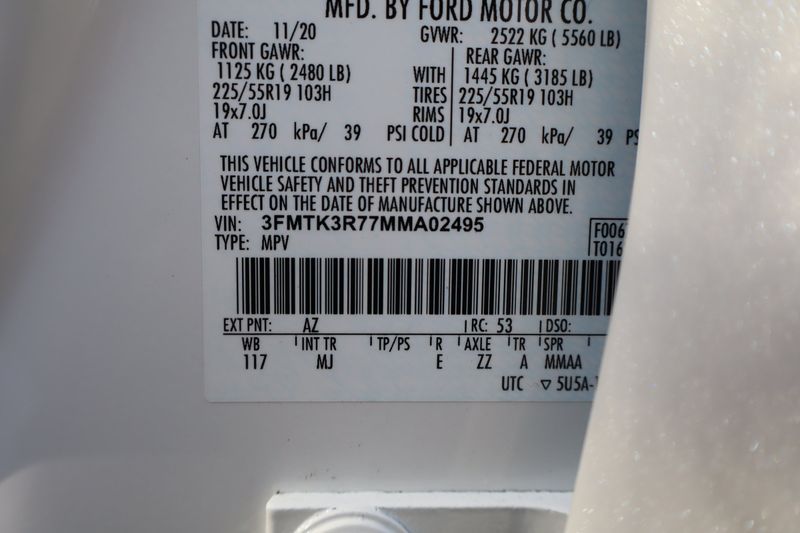 MFD. BY FORD MOTOR CO.
DATE: 11/20 GVWR: 2522 KG ( 5560 LB)
FRONT GAWR: REAR GAWR:
1125 KG ( 2480 LB) WITH 1445 KG ( 3185 LB)
225/55R19 103H TIRES 225/55R19 103H
19x7.0J RIMS 19x7.0J
AT 270 kPa/ 39 PSI COLD AT 270 kPa/ 39 PS
THIS VEHICLE CONFORMS TO ALL APPLICABLE FEDERAL MOTOR
VEHICLE SAFETY AND THEFT PREVENTION STANDARDS IN
EFFECT ON THE DATE OF MANUFACTURE SHOWN ABOVE.
VIN: 3FMTK3R77MMA02495 F006
TYPE: MPV T016
EXT PNT: AZ RC: 53 DSO:
WB INT TR TP/PS R AXLE TR SPR
117 MJ E ZZ A MMAA
UTC ▽ 5U5A-